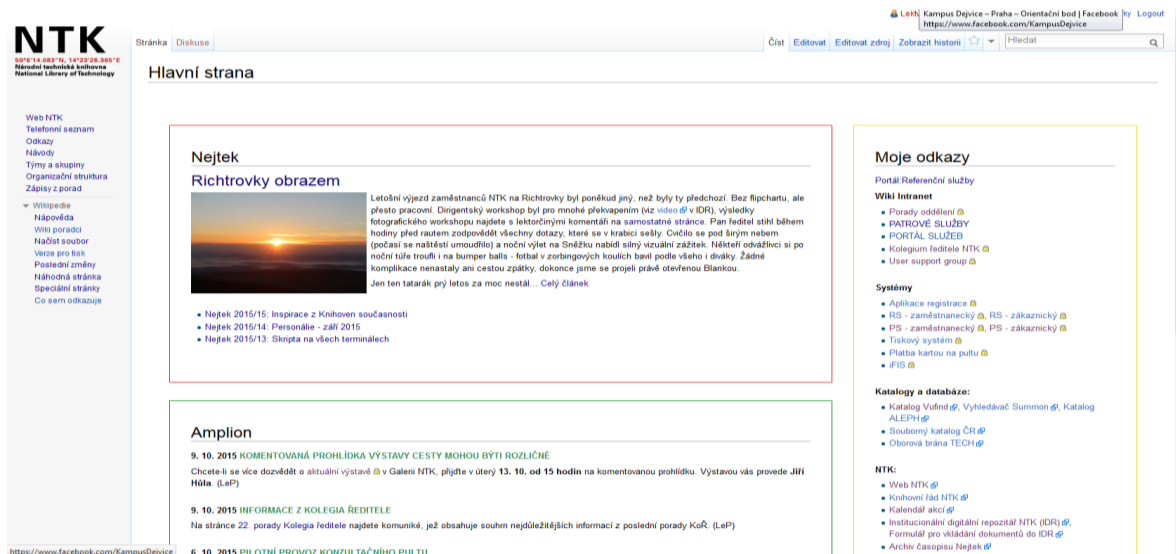 Lekt
Kampus Dejvice – Praha – Orientační bod | Facebook
https://www.facebook.com/KampusDejvice
ky Logout
NTK
50°6'14.083"N, 14°23'26.365"E
Národní technická knihovna
National Library of Technology
Stránka Diskuse
Číst Editovat Editovat zdroj Zobrazit historii
Hledat
Hlavní strana
Web NTK
Telefonní seznam
Odkazy
Návody
Týmy a skupiny
Organizační struktura
Zápisy z porad
Wikipedie
Nápověda
Wiki poradci
Načíst soubor
Verze pro tisk
Poslední změny
Náhodná stránka
Speciální stránky
Co sem odkazuje
Nejtek
Richtrovky obrazem
Letošní výjezd zaměstnanců NTK na Richtrovky byl poněkud jiný, než byly ty předchozí. Bez flipchartu, ale
přesto pracovní. Dirigentský workshop byl pro mnohé překvapením (viz video v IDR), výsledky
fotografického workshopu najdete s lektorčinými komentáři na samostatné stránce. Pan ředitel stihl během
hodiny před rautem zodpovědět všechny dotazy, které se v krabici sešly. Cvičilo se pod širým nebem
(počasí se naštěstí umoudřilo) a noční výlet na Sněžku nabídl silný vizuální zážitek. Někteří odvážlivci si po
noční túře troufli i na bumper balls - fotbal v zorbingových koulích bavil podle všeho i diváky. Žádné
komplikace nenastaly ani cestou zpátky, dokonce jsme se projeli právě otevřenou Blankou.
Jen ten tatarák prý letos za moc nestál... Celý článek
Nejtek 2015/15: Inspirace z Knihoven současnosti
Nejtek 2015/14: Personálie - září 2015
Nejtek 2015/13: Skripta na všech terminálech
Amplion
9. 10. 2015 KOMENTOVANÁ PROHLÍDKA VÝSTAVY CESTY MOHOU BÝTI ROZLIČNÉ
Chcete-li se více dozvědět o aktuální výstavě v Galerii NTK, přijďte v úterý 13. 10. od 15 hodin na komentovanou prohlídku. Výstavou vás provede Jiří
Hůla. (LeP)
9. 10. 2015 INFORMACE Z KOLEGIA ŘEDITELE
Na stránce 22. porady Kolegia ředitele najdete komuniké, jež obsahuje souhrn nejdůležitějších informací z poslední porady KoŘ. (LeP)
6. 10. 2015 PILOTNÍ PROVOZ KONZULTAČNÍHO PULTU
https://www.facebook.com/KampusDejvice
Moje odkazy
Portál Referenční služby
Wiki Intranet
Porady oddělení
PATROVÉ SLUŽBY
PORTÁL SLUŽEB
Kolegium ředitele NTK
User support group
Systémy
Aplikace registrace
RS - zaměstnanecký, RS - zákaznický
PS - zaměstnanecký, PS - zákaznický
Tiskový systém
Platba kartou na pultu
iFIS
Katalogy a databáze:
Katalog Vufind, Vyhledávač Summon, Katalog
ALEPH
Souborný katalog ČR
Oborová brána TECH
NTK:
Web NTK
Knihovní řád NTK
Kalendář akcí
Institucionální digitální repozitář NTK (IDR),
Formulář pro vkládání dokumentů do IDR
Archiv časopisu Nejtek